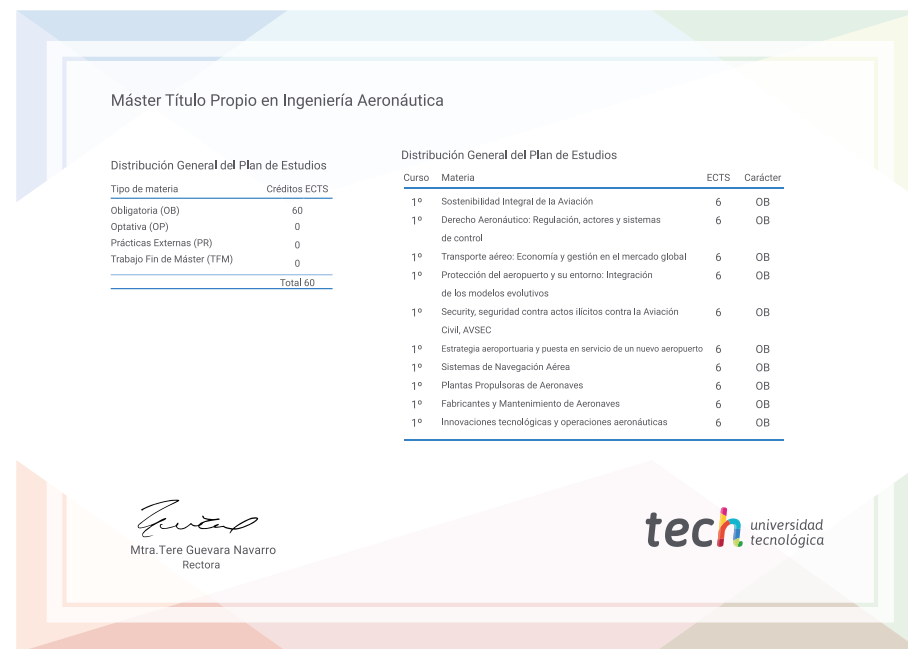 Máster Título Propio en Ingeniería Aeronáutica
Distribución General del Plan de Estudios
Tipo de materia Créditos ECTS
Obligatoria (OB) 60
Optativa (OP) 0
Prácticas Externas (PR) 0
Trabajo Fin de Máster (TFM) 0
Total 60
Distribución General del Plan de Estudios
Curso Materia ECTS Carácter
1º Sostenibilidad Integral de la Aviación 6 OB
1º Derecho Aeronáutico: Regulación, actores y sistemas 6 OB
de control
1º Transporte aéreo: Economía y gestión en el mercado global 6 OB
1º Protección del aeropuerto y su entorno: Integración 6 OB
de los modelos evolutivos
1º Security, seguridad contra actos ilícitos contra la Aviación 6 OB
Civil, AVSEC
1º Estrategia aeroportuaria y puesta en servicio de un nuevo aeropuerto 6 OB
1º Sistemas de Navegación Aérea 6 OB
1º Plantas Propulsoras de Aeronaves 6 OB
1º Fabricantes y Mantenimiento de Aeronaves 6 OB
1º Innovaciones tecnológicas y operaciones aeronáuticas 6 OB
Mtra.Tere Guevara Navarro
Rectora
tech universidad
tecnológica